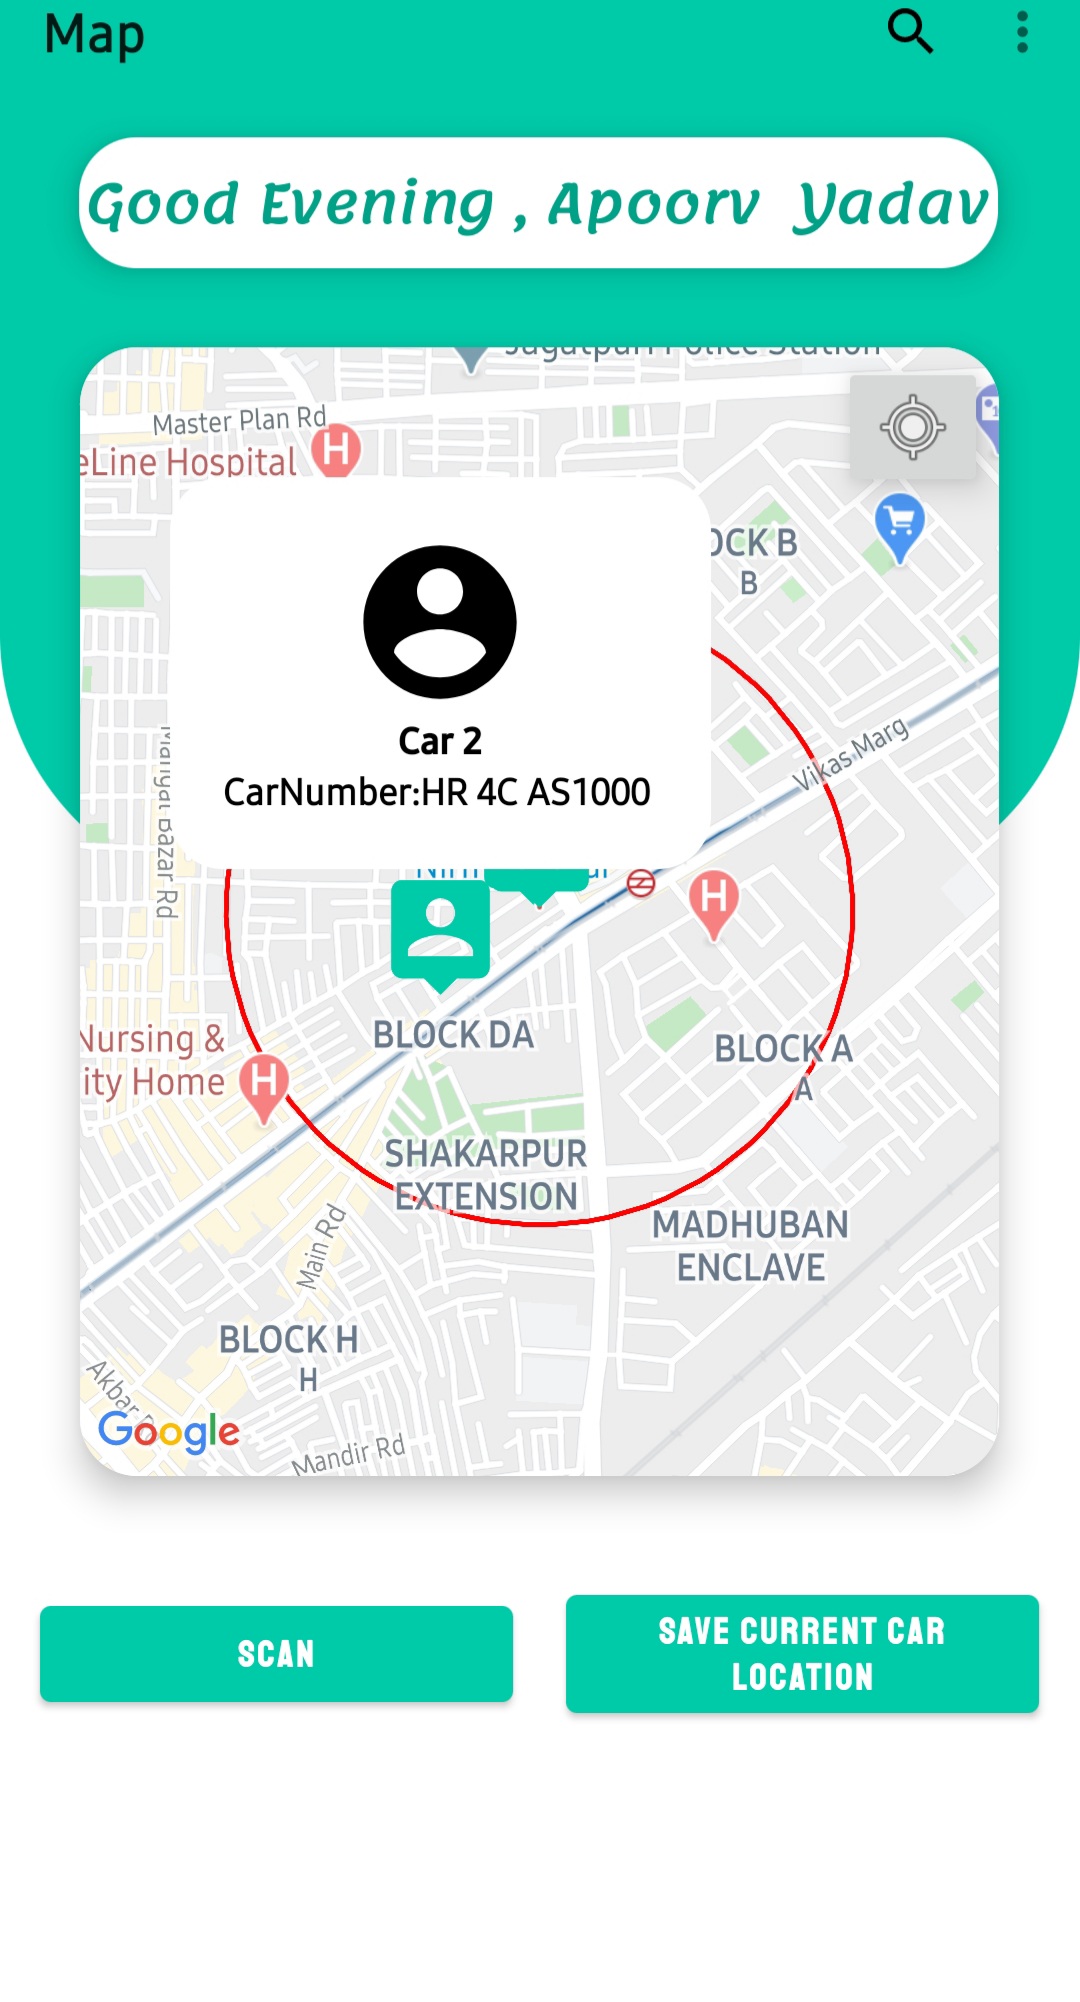 Map
Good Evening , Apoorv Yadav
Jagatpuri Police Station
Master Plan Rd
eLine Hospital
H
OCK B
B
Car 2
CarNumber:HR 4C AS1000
Vikas Marg
Bazar Rd
H
Nursing &
ity Home
H
BLOCK DA
BLOCK A
A
SHAKARPUR
EXTENSION
MADHUBAN
ENCLAVE
Main Rd
BLOCK H
H
Akbar
Google
Mandir Rd
SCAN
SAVE CURRENT CAR
LOCATION